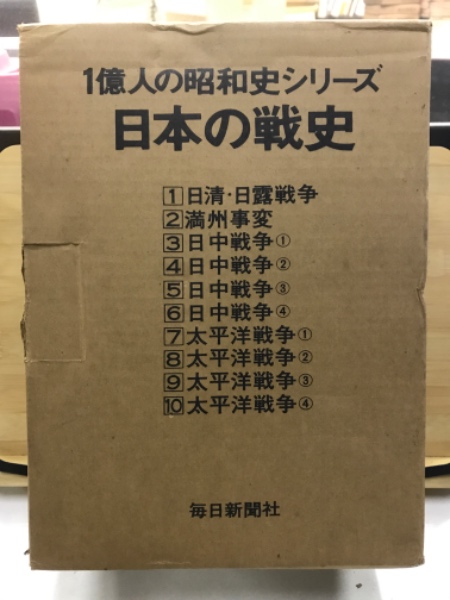 1億人の昭和史シリーズ
日本の戦史
1 日清・日露戦争
2 満州事変
3 日中戦争①
4 日中戦争②
5 日中戦争③
6 日中戦争④
7 太平洋戦争①
8 太平洋戦争②
9 太平洋戦争③
10 太平洋戦争④
毎日新聞社